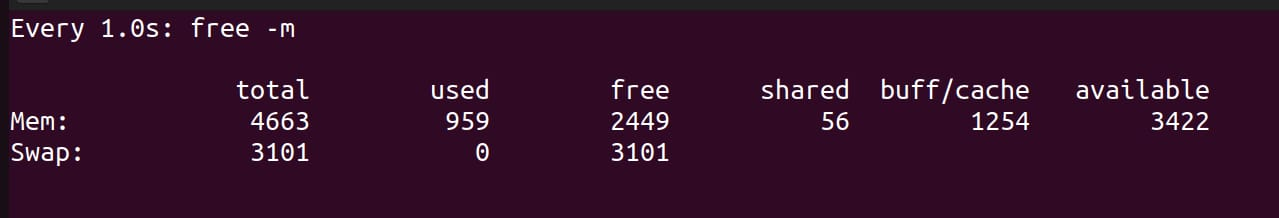 Every 1.0s: free -m
total used free shared buff/cache available
Mem: 4663 959 2449 56 1254 3422
Swap: 3101 0 3101